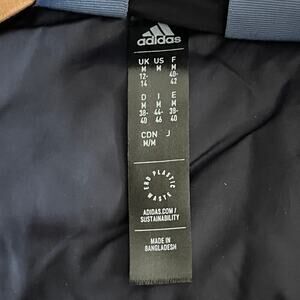 adidas
UK US F
M M M
12- 40-
14 42
D I E
M M M
38- 44- 38-
40 46 40
CDN J
M/M
END PLASTIC WASTE
ADIDAS.COM/
SUSTAINABILITY
MADE IN
BANGLADESH